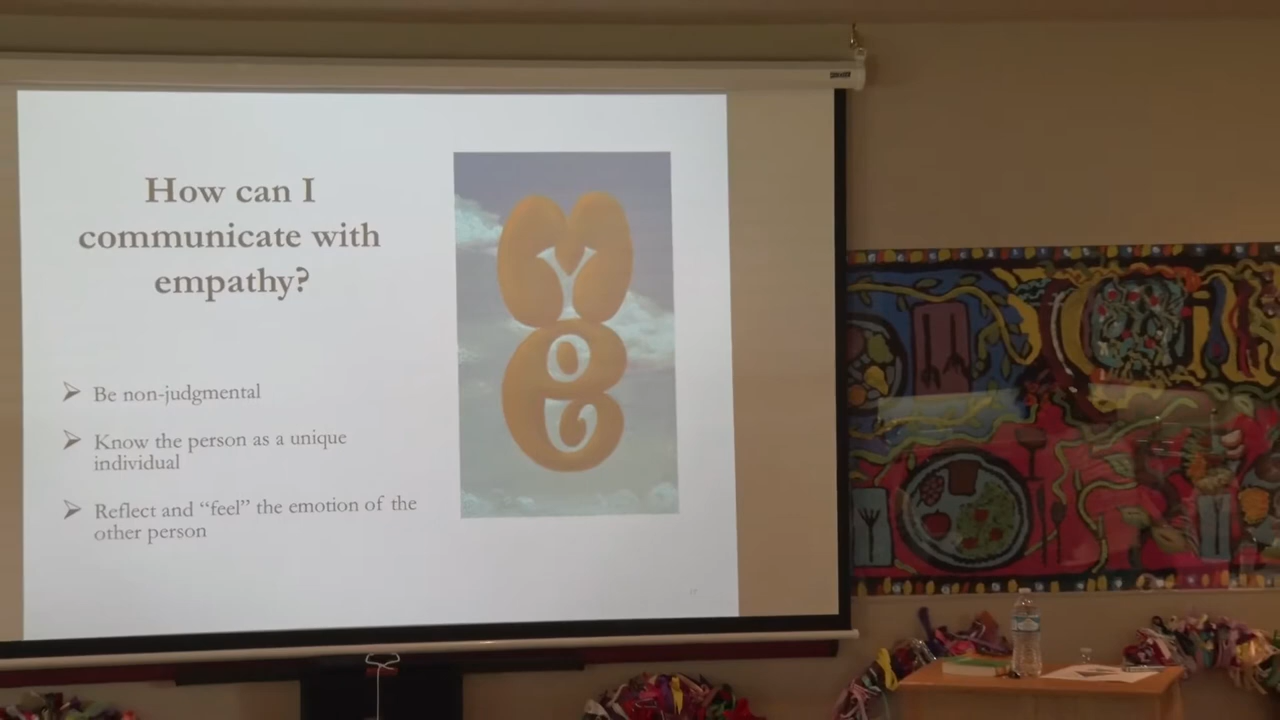 How can I
communicate with
empathy?
Be non-judgmental
Know the person as a unique
individual
Reflect and “feel” the emotion of the
other person
Y
O
U